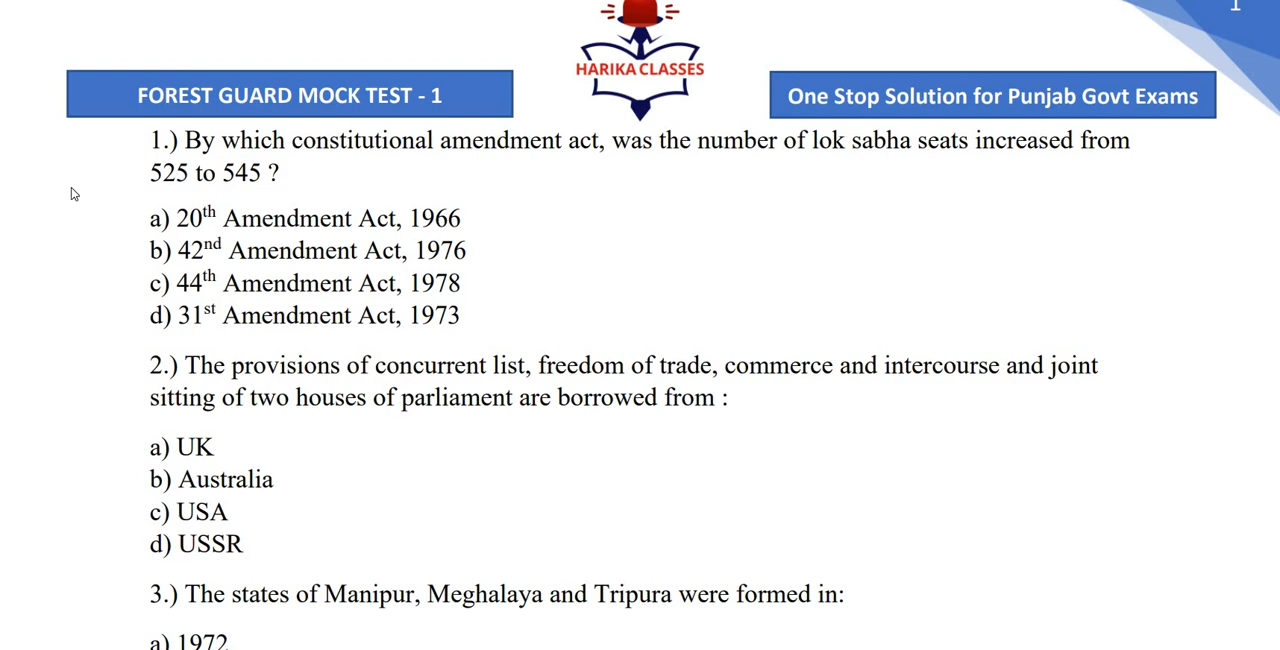 1
HARIKA CLASSES
FOREST GUARD MOCK TEST - 1
One Stop Solution for Punjab Govt Exams
1.) By which constitutional amendment act, was the number of lok sabha seats increased from
525 to 545 ?
a) 20th Amendment Act, 1966
b) 42nd Amendment Act, 1976
c) 44th Amendment Act, 1978
d) 31st Amendment Act, 1973
2.) The provisions of concurrent list, freedom of trade, commerce and intercourse and joint
sitting of two houses of parliament are borrowed from :
a) UK
b) Australia
c) USA
d) USSR
3.) The states of Manipur, Meghalaya and Tripura were formed in:
a) 1972